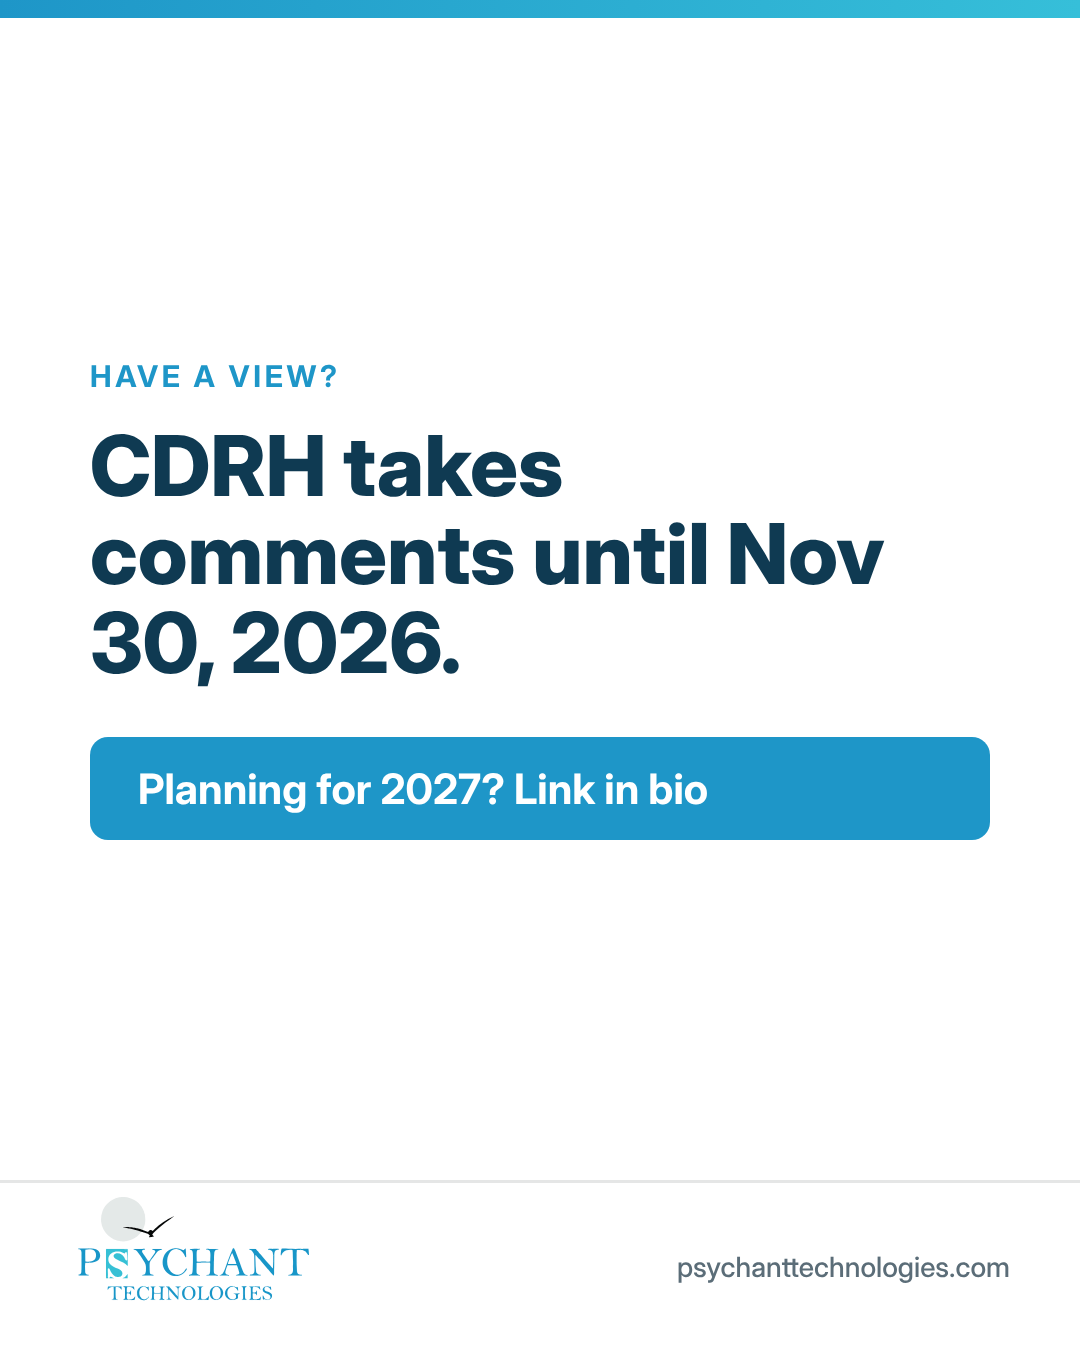 HAVE A VIEW?
CDRH takes
comments until Nov
30, 2026.
Planning for 2027? Link in bio
PSYCHANT
TECHNOLOGIES
psychanttechnologies.com